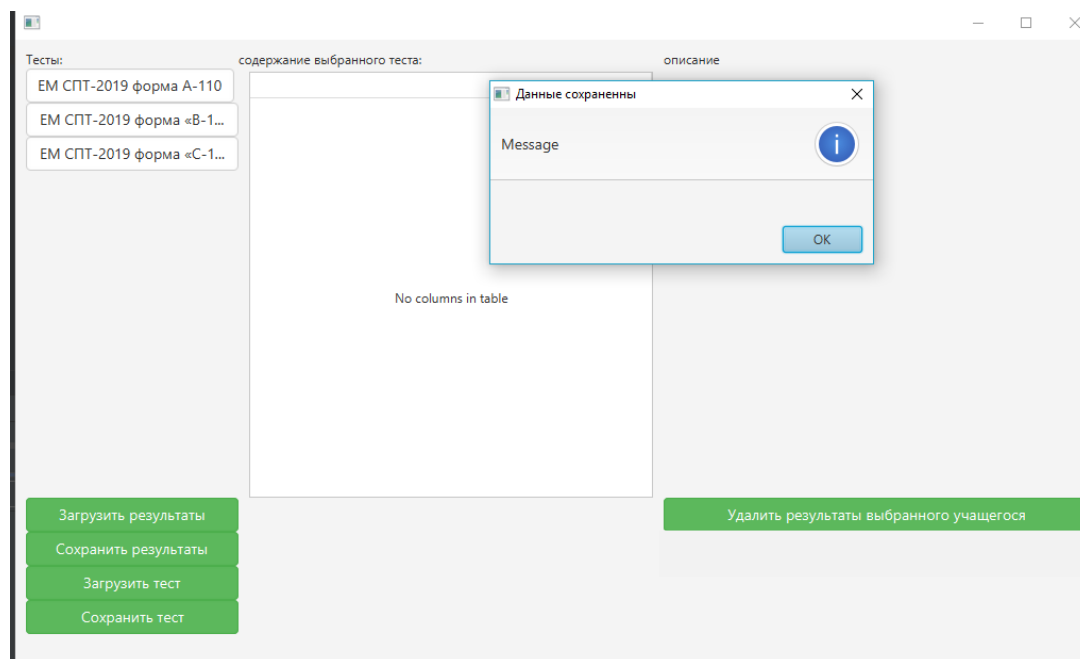 Тесты:
содержание выбранного теста:
описание
ЕМ СПТ-2019 форма А-110
ЕМ СПТ-2019 форма «В-1...
ЕМ СПТ-2019 форма «С-1...
Данные сохраненны
Message
OK
No columns in table
Загрузить результаты
Сохранить результаты
Загрузить тест
Сохранить тест
Удалить результаты выбранного учащегося